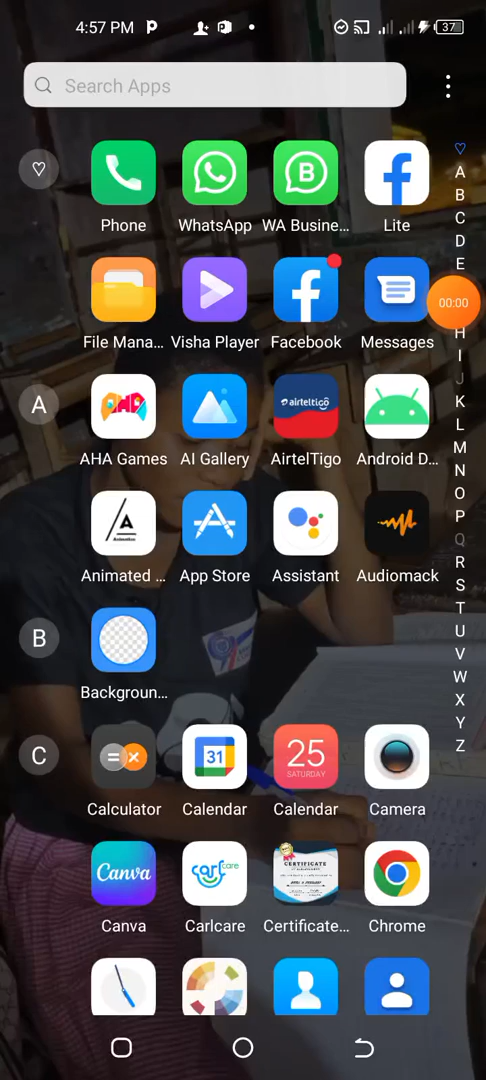 4:57 PM
37
Search Apps
Phone WhatsApp WA Busine... Lite
A
B
C
D
E
00:00
File Mana... Visha Player Facebook Messages
H
I
J
K
L
M
N
O
P
Q
R
S
T
U
V
W
X
Y
Z
A
airteltigo
AHA Games AI Gallery AirtelTigo Android D...
A
Animated ... App Store Assistant Audiomack
B
Backgroun...
C
31
25
SATURDAY
Calculator Calendar Calendar Camera
Canva
carlcare
CERTIFICATE
Canva Carlcare Certificate... Chrome